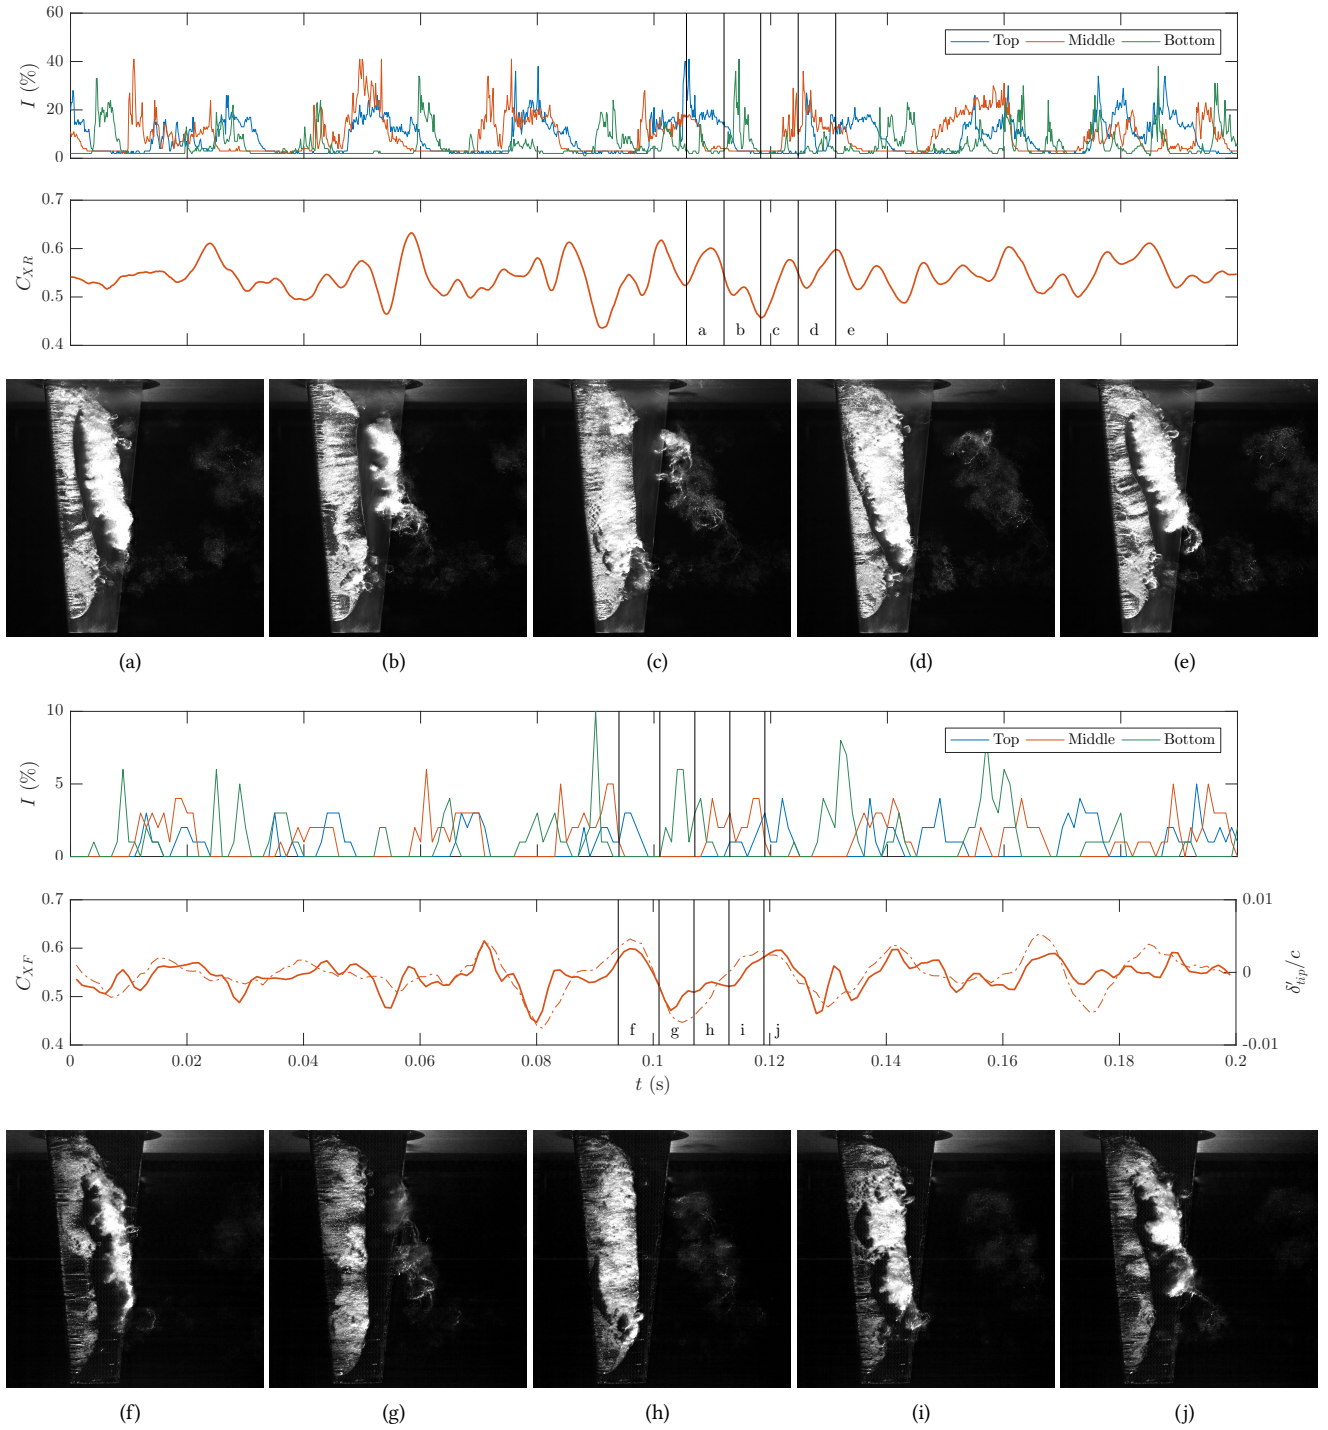 60
40
20
0
I (%)
Top Middle Bottom
0.7
0.6
0.5
0.4
C_XR
a b c d e
(a) (b) (c) (d) (e)
10
5
0
I (%)
Top Middle Bottom
0.7
0.6
0.5
0.4
C_XF
0.01
0
-0.01
δ'_tip/c
f g h i j
0 0.02 0.04 0.06 0.08 0.1 0.12 0.14 0.16 0.18 0.2
t (s)
(f) (g) (h) (i) (j)